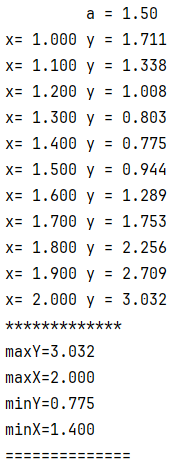 a = 1.50
x= 1.000 y = 1.711
x= 1.100 y = 1.338
x= 1.200 y = 1.008
x= 1.300 y = 0.803
x= 1.400 y = 0.775
x= 1.500 y = 0.944
x= 1.600 y = 1.289
x= 1.700 y = 1.753
x= 1.800 y = 2.256
x= 1.900 y = 2.709
x= 2.000 y = 3.032
*************
maxY=3.032
maxX=2.000
minY=0.775
minX=1.400
==============